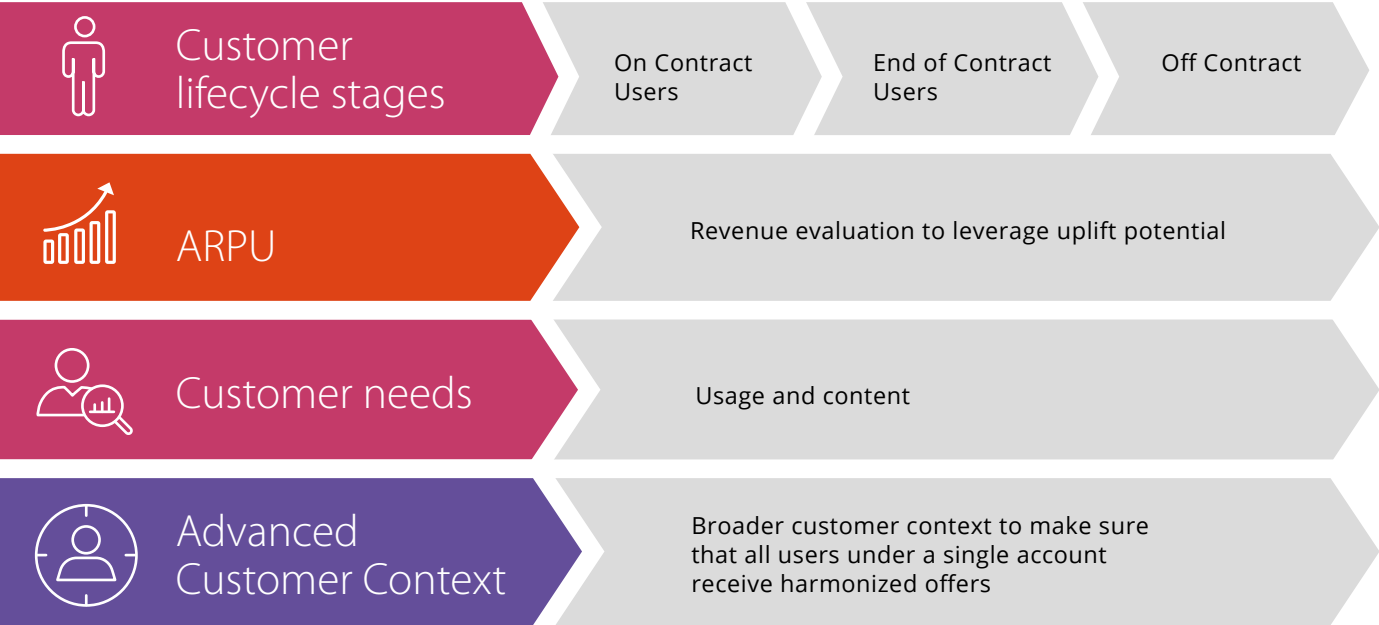 Customer
lifecycle stages
On Contract
Users
End of Contract
Users
Off Contract
ARPU
Revenue evaluation to leverage uplift potential
Customer needs
Usage and content
Advanced
Customer Context
Broader customer context to make sure
that all users under a single account
receive harmonized offers